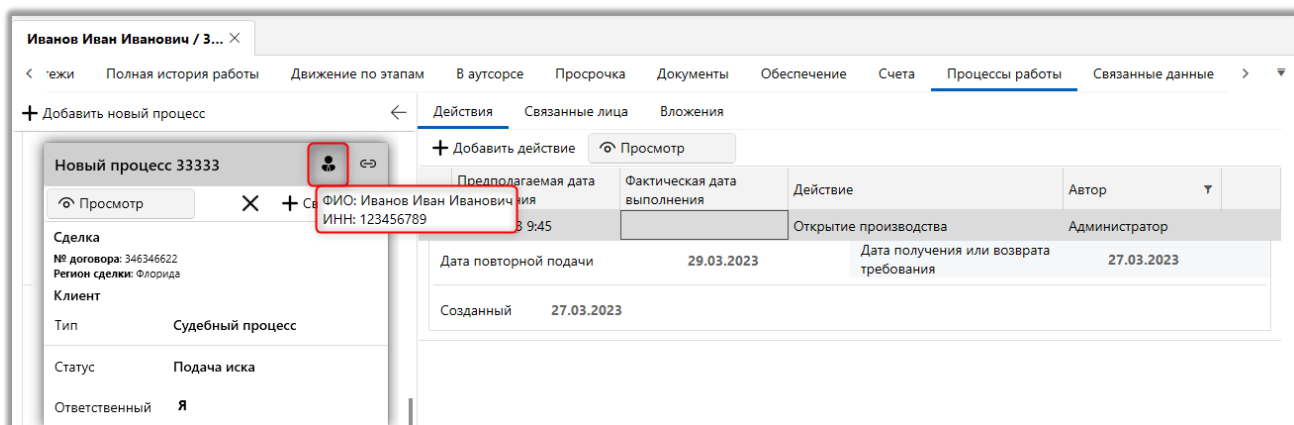 Иванов Иван Иванович / 3...
тежи Полная история работы Движение по этапам В аутсорсе Просрочка Документы Обеспечение Счета Процессы работы Связанные данные
Добавить новый процесс
Действия Связанные лица Вложения
Добавить действие Просмотр
Новый процесс 33333
Просмотр
ФИО: Иванов Иван Иванович
ИНН: 123456789
Сделка
№ договора: 346346622
Регион сделки: Флорида
Клиент
Тип Судебный процесс
Статус Подача иска
Ответственный Я
Предполагаемая дата
Фактическая дата
выполнения
Действие
Автор
9:45 Открытие производства Администратор
Дата повторной подачи 29.03.2023
Дата получения или возврата
требования
27.03.2023
Созданный 27.03.2023